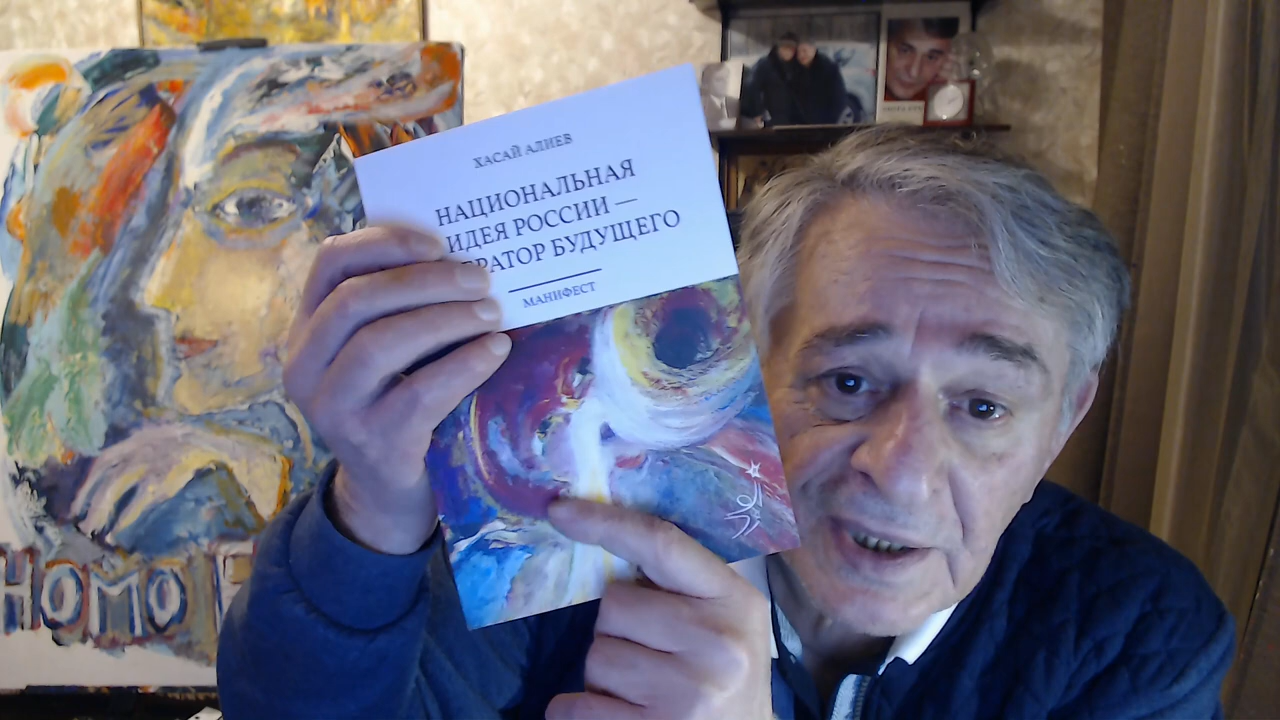 ХАСАЙ АЛИЕВ
НАЦИОНАЛЬНАЯ
ИДЕЯ РОССИИ —
БУДУЩЕГО
МАНИФЕСТ
HOMO